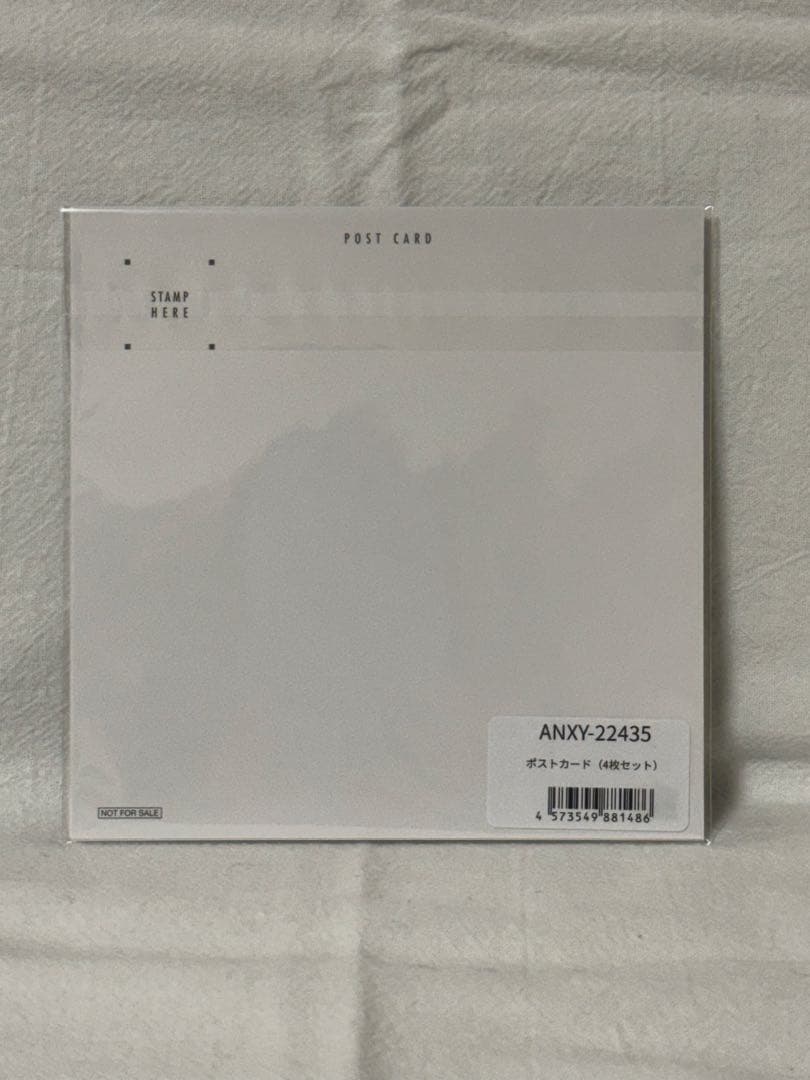 POST CARD
STAMP
HERE
ANXY-22435
ポストカード（4枚セット）
4 573549 881486
NOT FOR SALE